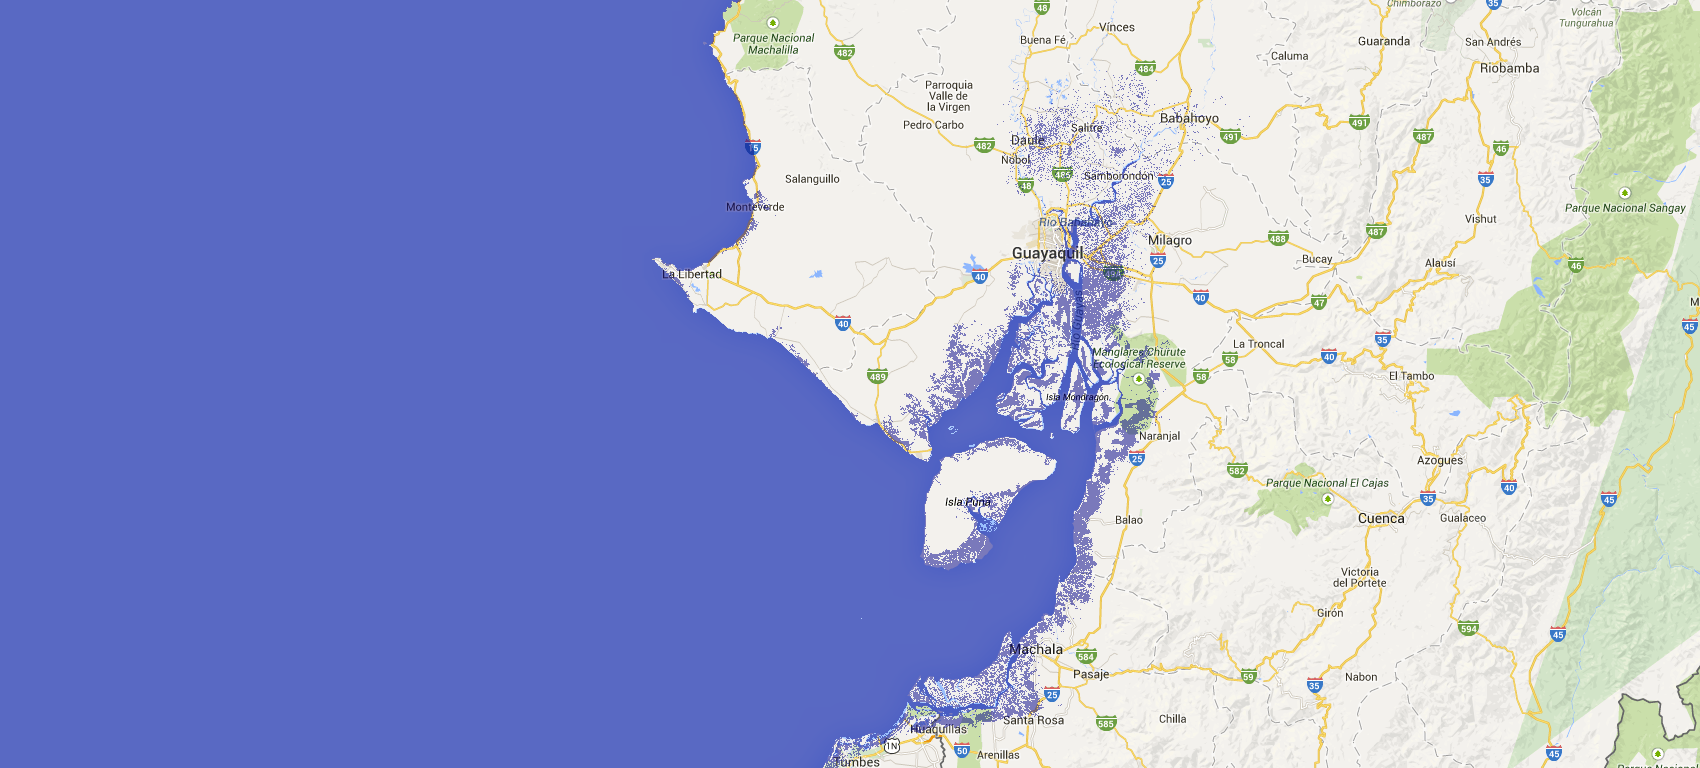 Chimborazo
35
48
Volcán
Tungurahua
Parque Nacional
Machalilla
Vínces
Buena Fé
Guaranda
San Andrés
482
Caluma
484
Riobamba
Parroquia
Valle de
la Virgen
Pedro Carbo
Salitre
Babahoyo
491
491
487
46
Daule
482
15
Nobol
485
Samborondon
25
48
35
Salanguillo
Parque Nacional Sangay
Monteverde
Vishut
487
488
Milagro
Guayaquil
25
Bucay
Alausí
46
La Libertad
40
40
47
40
45
35
La Troncal
Manglares Churute
Ecological Reserve
58
40
58
El Tambo
489
Isla Mondragon
Naranjal
25
Azogues
582
Parque Nacional El Cajas
40
35
45
Isla Puna
Balao
Cuenca
Gualaceo
Victoria
del Portete
Girón
594
45
Machala
584
Pasaje
59
Nabon
35
25
Santa Rosa
585
Chilla
Huaquillas
1N
50
Arenillas
45
Tumbes